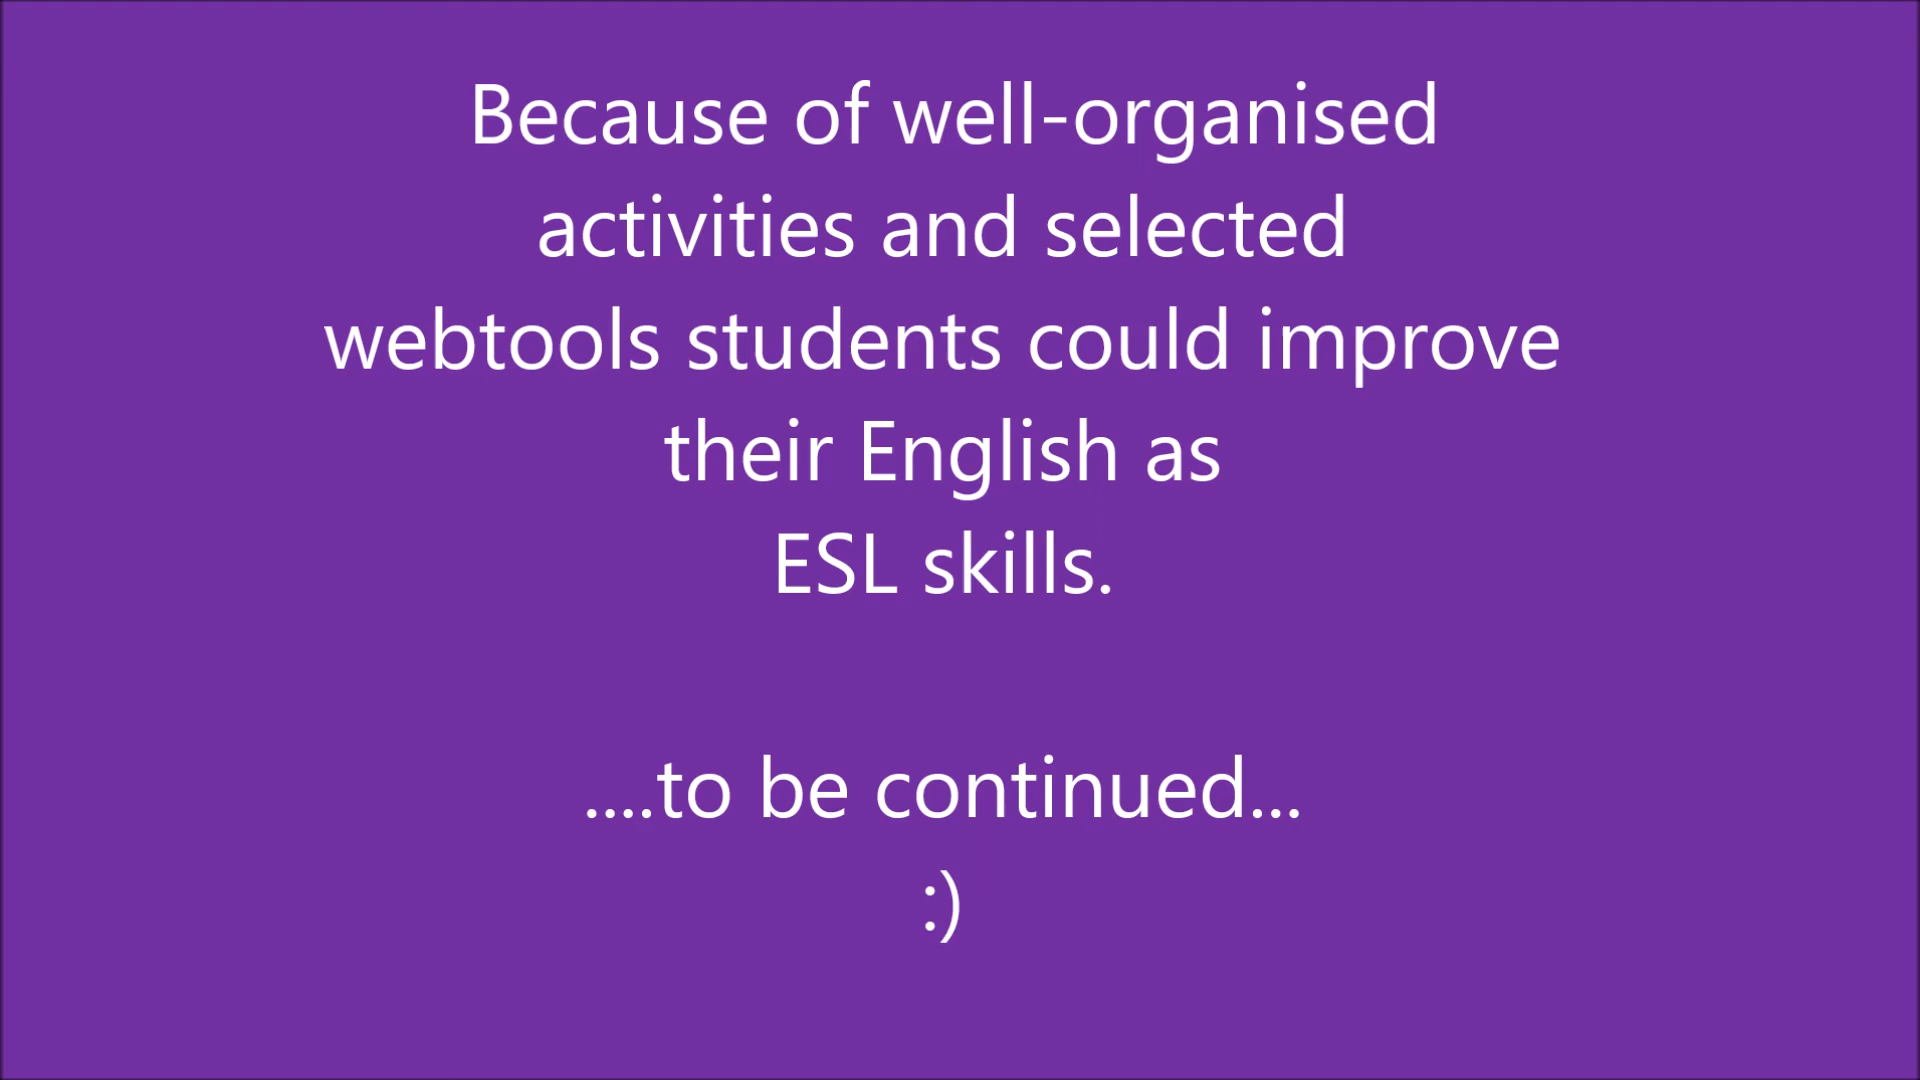 Because of well-organised
activities and selected
webtools students could improve
their English as
ESL skills.
....to be continued...
:)